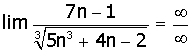 lim (7n − 1) / ∛(5n³ + 4n − 2) = ∞/∞